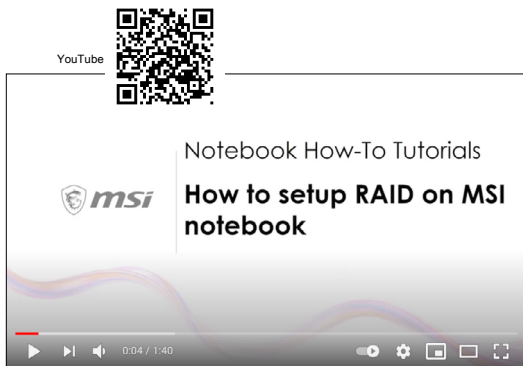 YouTube
Notebook How-To Tutorials
msi
How to setup RAID on MSI
notebook
0:04 / 1:40